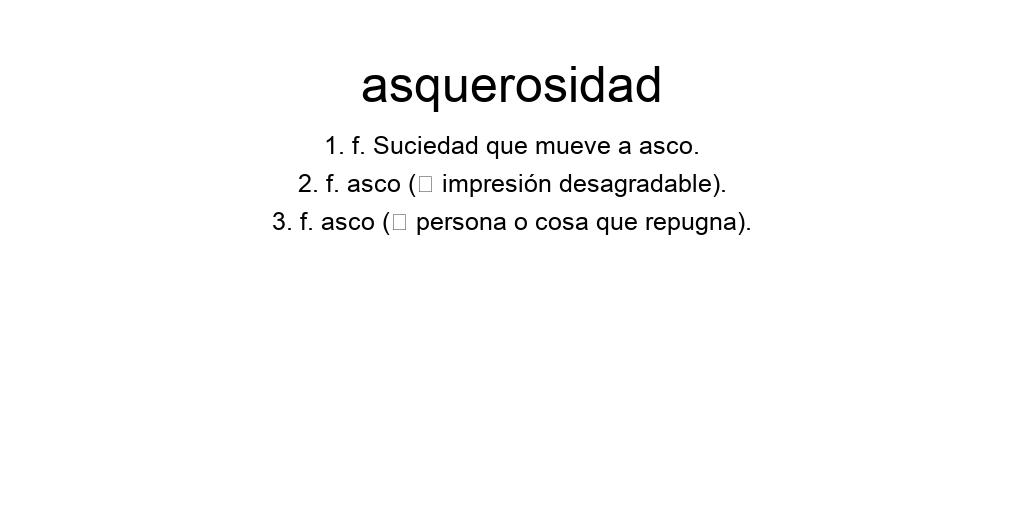 asquerosidad
1. f. Suciedad que mueve a asco.
2. f. asco (▯ impresión desagradable).
3. f. asco (▯ persona o cosa que repugna).